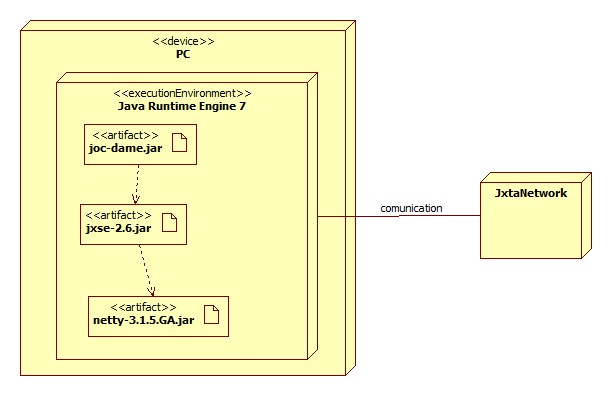 <<device>>
PC
<<executionEnvironment>>
Java Runtime Engine 7
<<artifact>>
joc-dame.jar
<<artifact>>
jxse-2.6.jar
<<artifact>>
netty-3.1.5.GA.jar
comunication
JxtaNetwork